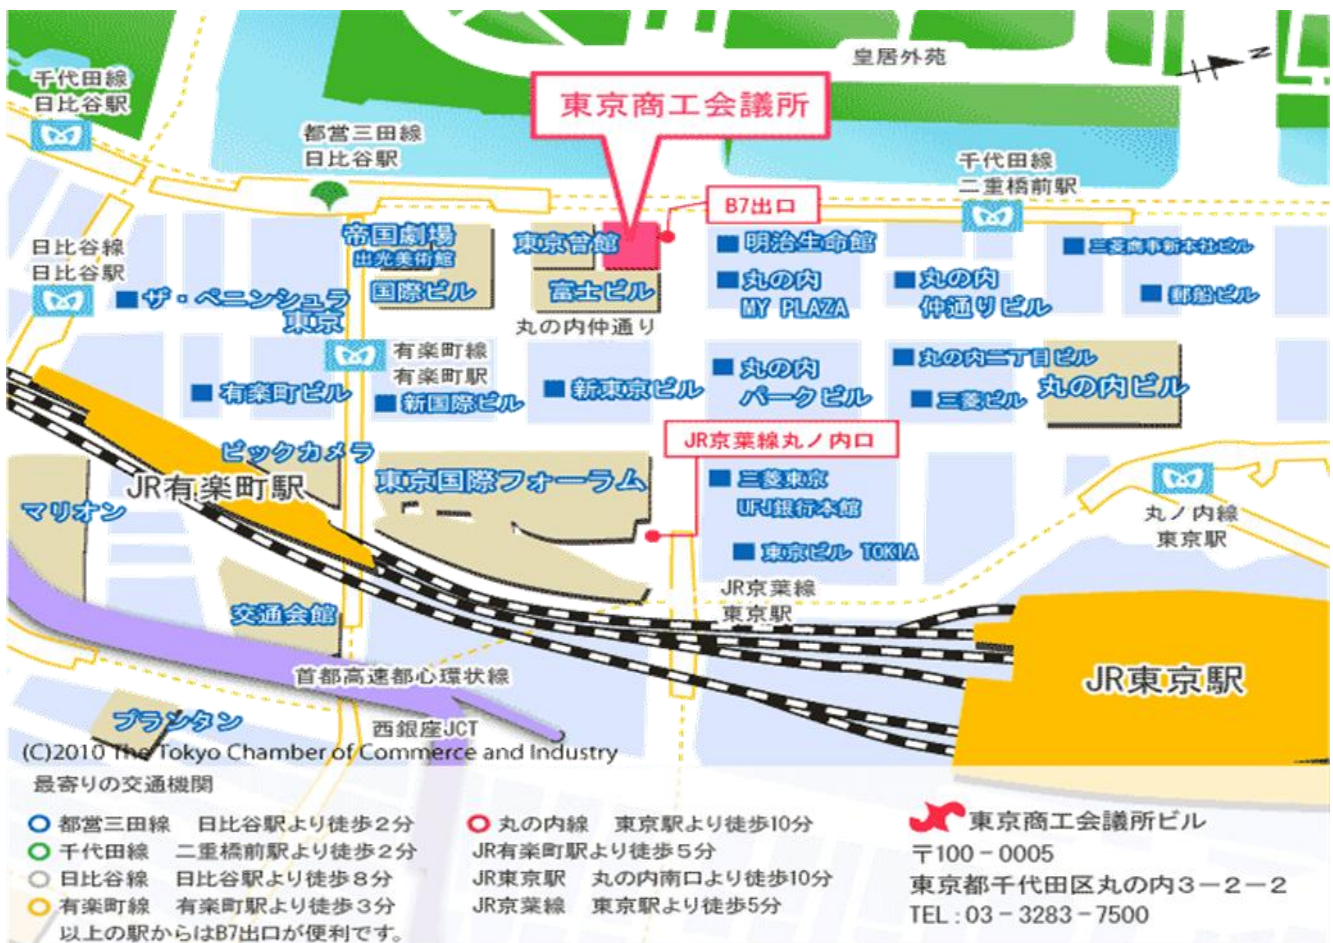 皇居外苑
N
千代田線
日比谷駅
東京商工会議所
都営三田線
日比谷駅
千代田線
二重橋前駅
B7出口
日比谷線
日比谷駅
帝国劇場
出光美術館
国際ビル
東京會館
富士ビル
明治生命館
三菱商事新本社ビル
丸の内
MY PLAZA
丸の内
仲通りビル
郵船ビル
ザ・ペニンシュラ
東京
丸の内仲通り
有楽町線
有楽町駅
有楽町ビル
新国際ビル
新東京ビル
丸の内
パークビル
丸の内二丁目ビル
三菱ビル
丸の内ビル
JR京葉線丸ノ内口
ビックカメラ
JR有楽町駅
マリオン
東京国際フォーラム
三菱東京
UFJ銀行本館
東京ビル TOKIA
丸ノ内線
東京駅
JR京葉線
東京駅
交通会館
首都高速都心環状線
JR東京駅
プランタン
西銀座JCT
(C)2010 The Tokyo Chamber of Commerce and Industry
最寄りの交通機関
都営三田線 日比谷駅より徒歩2分
千代田線 二重橋前駅より徒歩2分
日比谷線 日比谷駅より徒歩8分
有楽町線 有楽町駅より徒歩3分
以上の駅からはB7出口が便利です。
丸の内線 東京駅より徒歩10分
JR有楽町駅より徒歩5分
JR東京駅 丸の内南口より徒歩10分
JR京葉線 東京駅より徒歩5分
東京商工会議所ビル
〒100-0005
東京都千代田区丸の内3-2-2
TEL:03-3283-7500